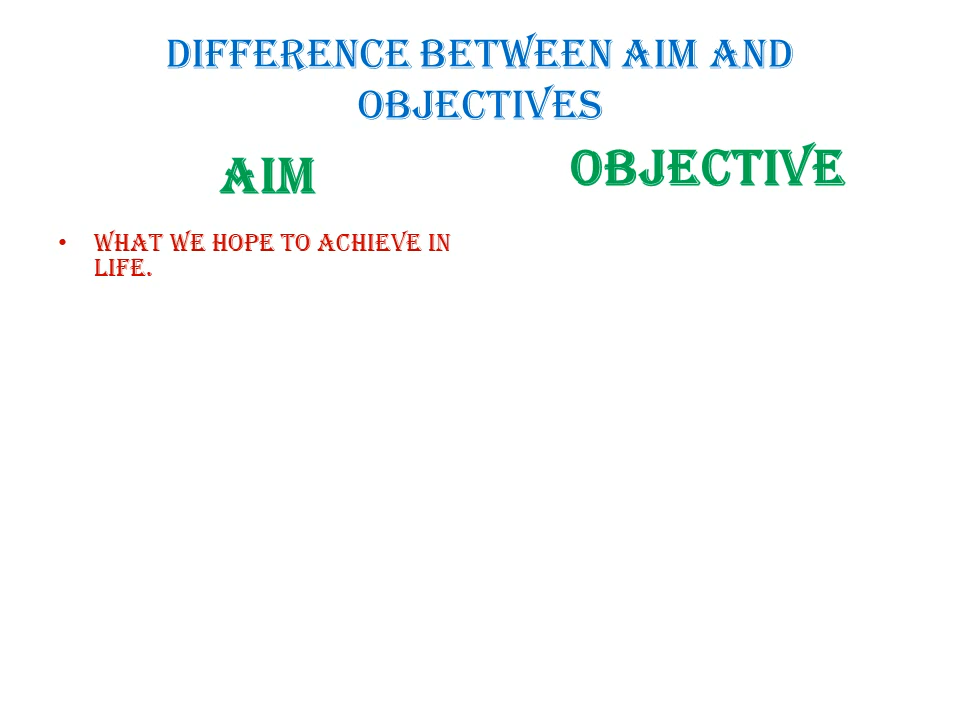 DIFFERENCE BETWEEN AIM AND
OBJECTIVES
AIM
OBJECTIVE
• WHAT WE HOPE TO ACHIEVE IN
LIFE.